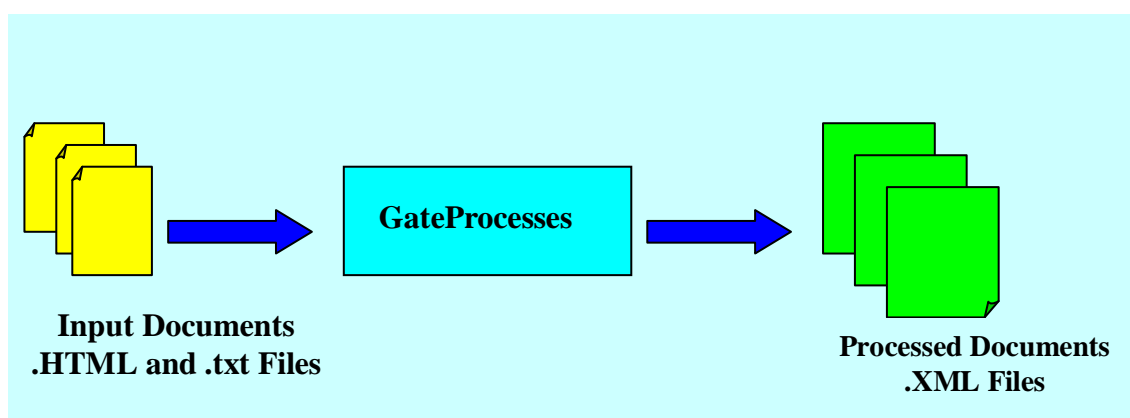 GateProcesses
Input Documents
.HTML and .txt Files
Processed Documents
.XML Files